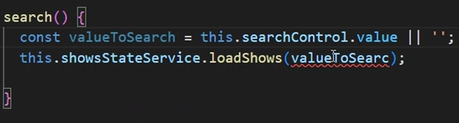 search() {
const valueToSearch = this.searchControl.value || '';
this.showsStateService.loadShows(valueToSearc);
}